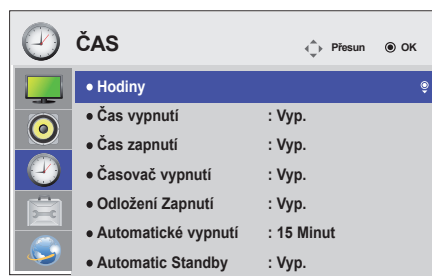 ČAS Přesun OK
● Hodiny
● Čas vypnutí : Vyp.
● Čas zapnutí : Vyp.
● Časovač vypnutí : Vyp.
● Odložení Zapnutí : Vyp.
● Automatické vypnutí : 15 Minut
● Automatic Standby : Vyp.